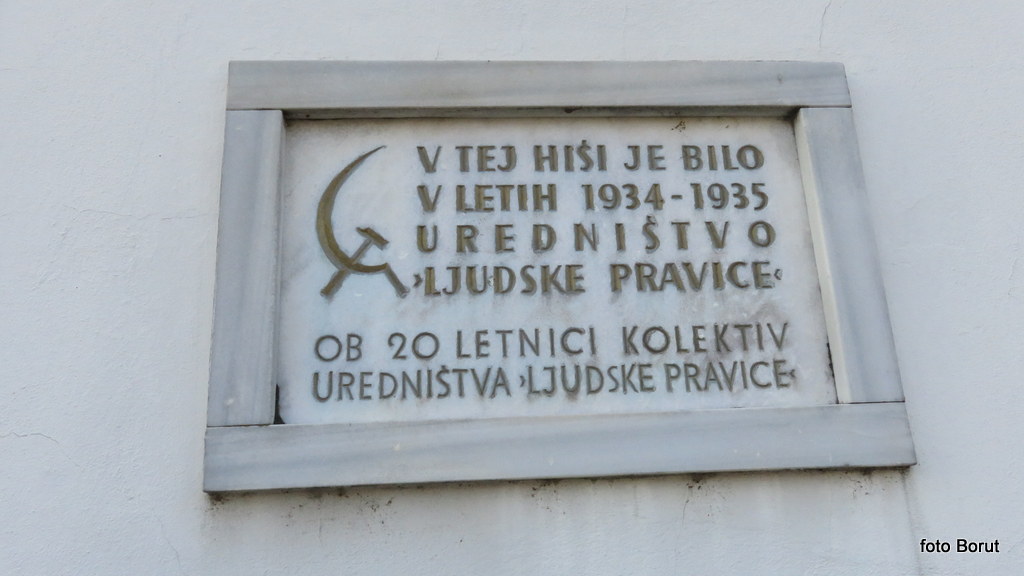 V TEJ HIŠI JE BILO
V LETIH 1934-1935
UREDNIŠTVO
›LJUDSKE PRAVICE‹
OB 20 LETNICI KOLEKTIV
UREDNIŠTVA ›LJUDSKE PRAVICE‹
foto Borut